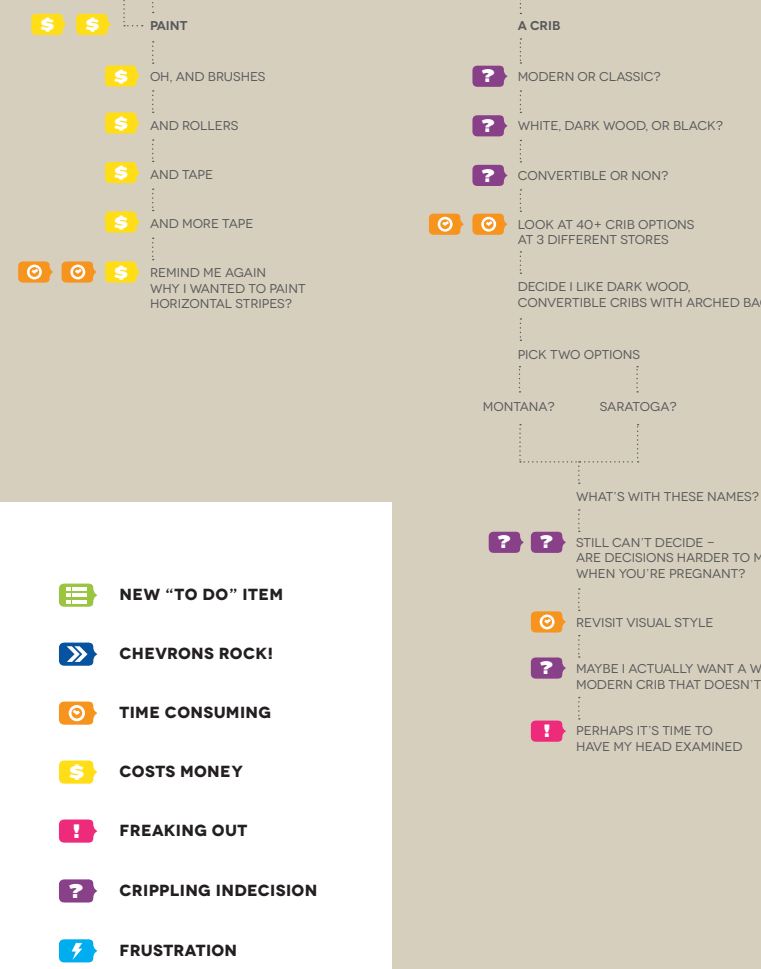 PAINT
OH, AND BRUSHES
AND ROLLERS
AND TAPE
AND MORE TAPE
REMIND ME AGAIN
WHY I WANTED TO PAINT
HORIZONTAL STRIPES?
A CRIB
MODERN OR CLASSIC?
WHITE, DARK WOOD, OR BLACK?
CONVERTIBLE OR NON?
LOOK AT 40+ CRIB OPTIONS
AT 3 DIFFERENT STORES
DECIDE I LIKE DARK WOOD,
CONVERTIBLE CRIBS WITH ARCHED
PICK TWO OPTIONS
MONTANA? SARATOGA?
WHAT'S WITH THESE NAMES?
STILL CAN'T DECIDE –
ARE DECISIONS HARDER TO
WHEN YOU'RE PREGNANT?
REVISIT VISUAL STYLE
MAYBE I ACTUALLY WANT A
MODERN CRIB THAT DOESN'T
PERHAPS IT'S TIME TO
HAVE MY HEAD EXAMINED
NEW “TO DO” ITEM
CHEVRONS ROCK!
TIME CONSUMING
COSTS MONEY
FREAKING OUT
CRIPPLING INDECISION
FRUSTRATION